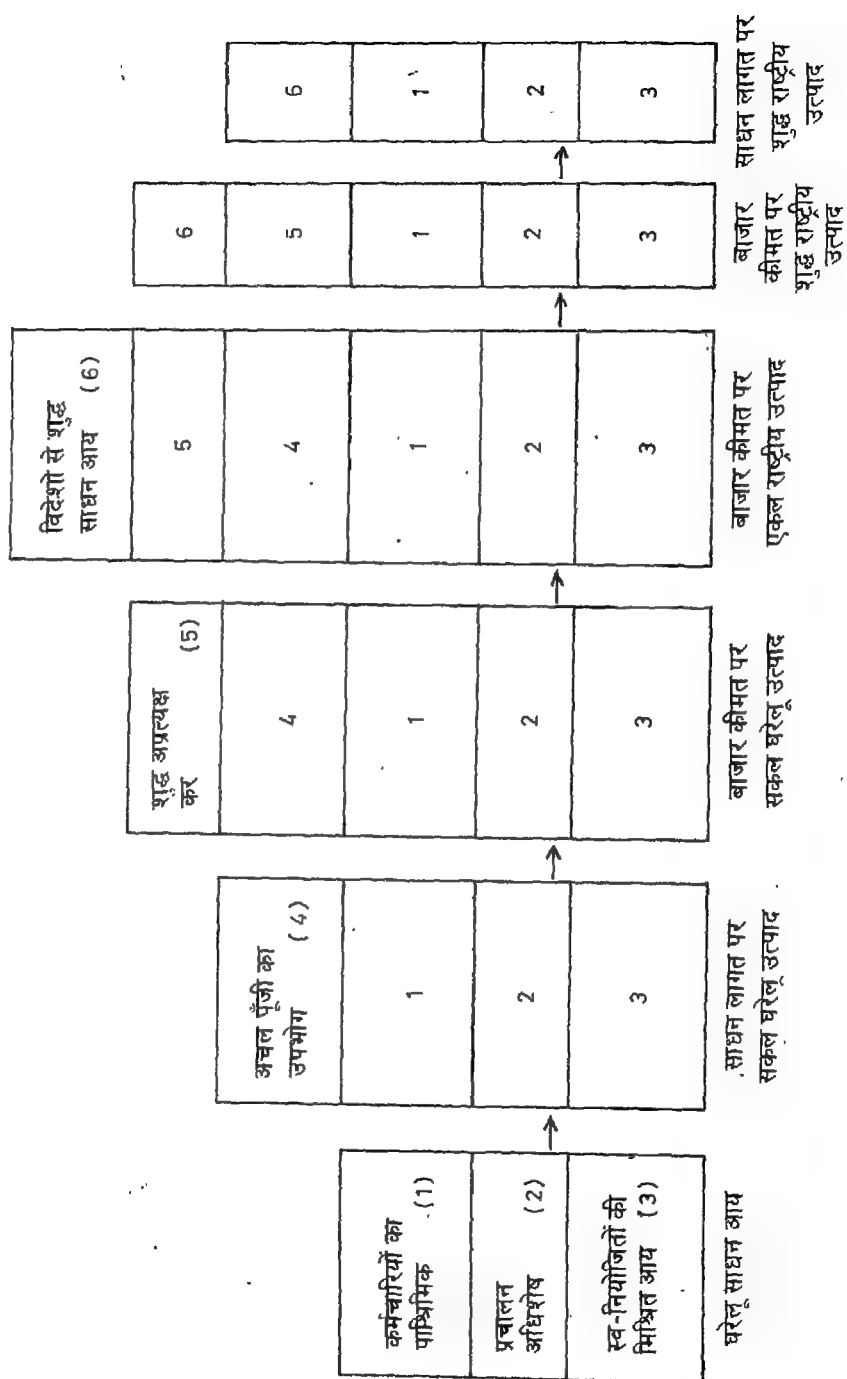 कर्मचारियों का
पारिश्रमिक (1)
प्रचालन
अधिशेष (2)
स्व-नियोजितों की
मिश्रित आय (3)
घरेलू साधन आय
अचल पूँजी का
उपभोग (4)
1
2
3
साधन लागत पर
सकल घरेलू उत्पाद
शुद्ध अप्रत्यक्ष
कर (5)
4
1
2
3
बाजार कीमत पर
सकल घरेलू उत्पाद
विदेशो से शुद्ध
साधन आय (6)
5
4
1
2
3
बाजार कीमत पर
एकल राष्ट्रीय उत्पाद
6
5
1
2
3
बाजार
कीमत पर
शुद्ध राष्ट्रीय
उत्पाद
6
1
2
3
साधन लागत पर
शुद्ध राष्ट्रीय
उत्पाद